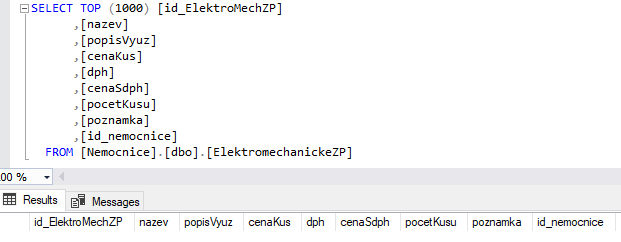 SELECT TOP (1000) [id_ElektroMechZP]
,[nazev]
,[popisVyuz]
,[cenaKus]
,[dph]
,[cenaSdph]
,[pocetKusu]
,[poznamka]
,[id_nemocnice]
FROM [Nemocnice].[dbo].[ElektromechanickeZP]
00 %
Results Messages
id_ElektroMechZP nazev popisVyuz cenaKus dph cenaSdph pocetKusu poznamka id_nemocnice